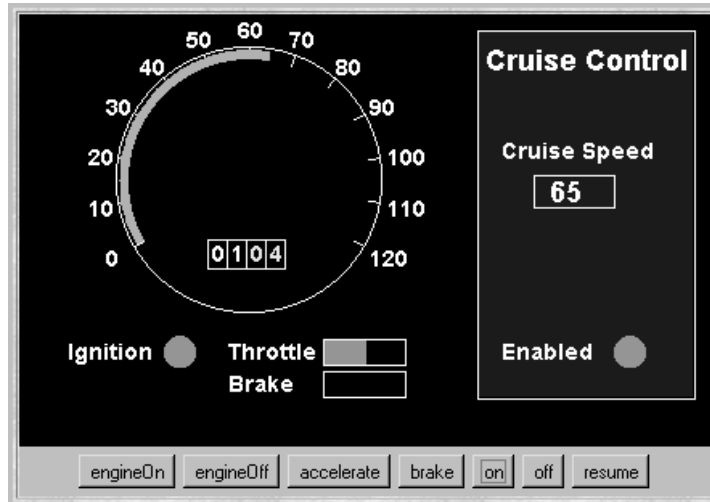 60
50 70
40 80
30 90
20 100
10 110
0 0104 120
Cruise Control
Cruise Speed
65
Ignition Throttle Enabled
Brake
engineOn engineOff accelerate brake on off resume